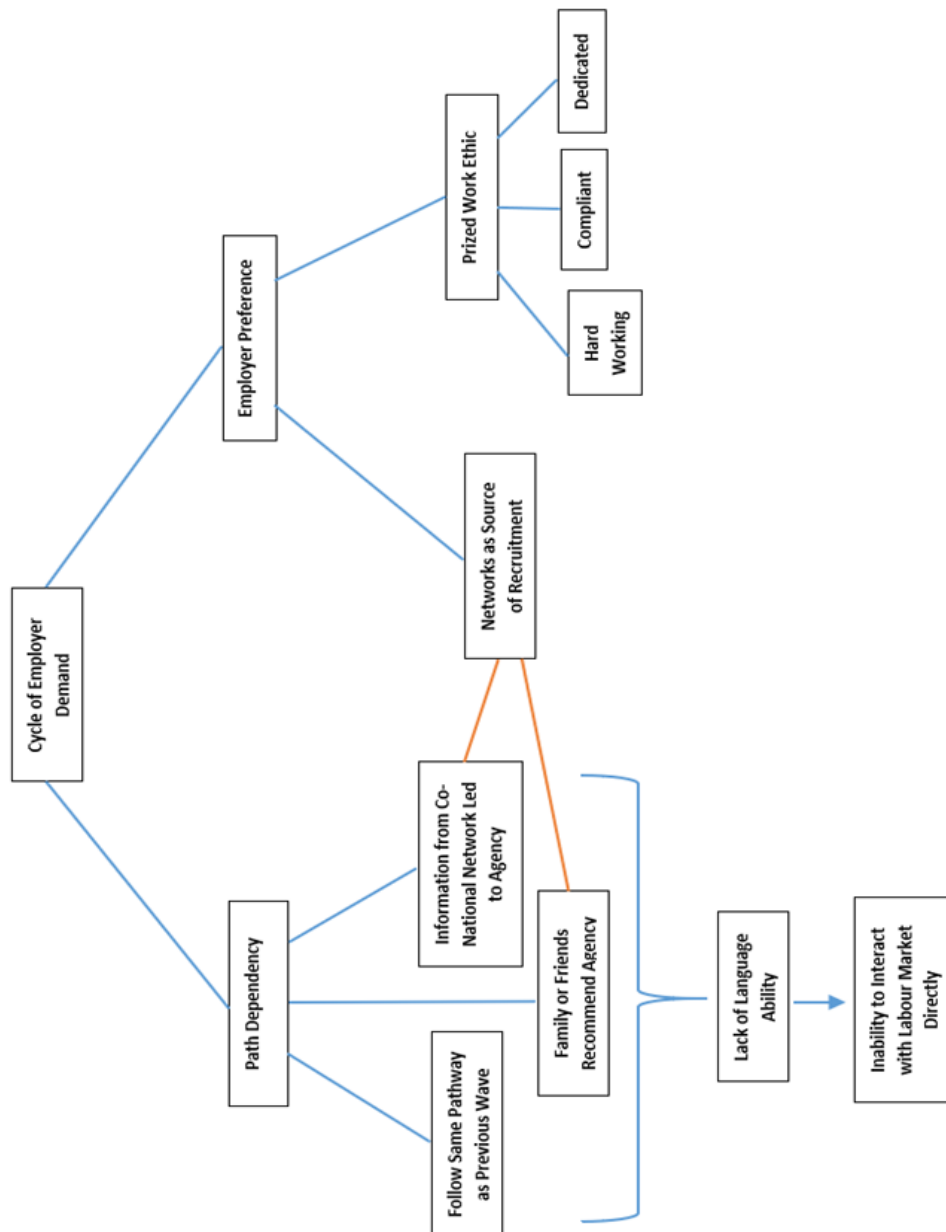 Cycle of Employer
Demand
Path Dependency
Employer Preference
Follow Same Pathway
as Previous Wave
Family or Friends
Recommend Agency
Information from Co-
National Network Led
to Agency
Networks as Source
of Recruitment
Prized Work Ethic
Hard
Working
Compliant
Dedicated
Lack of Language
Ability
Inability to Interact
with Labour Market
Directly